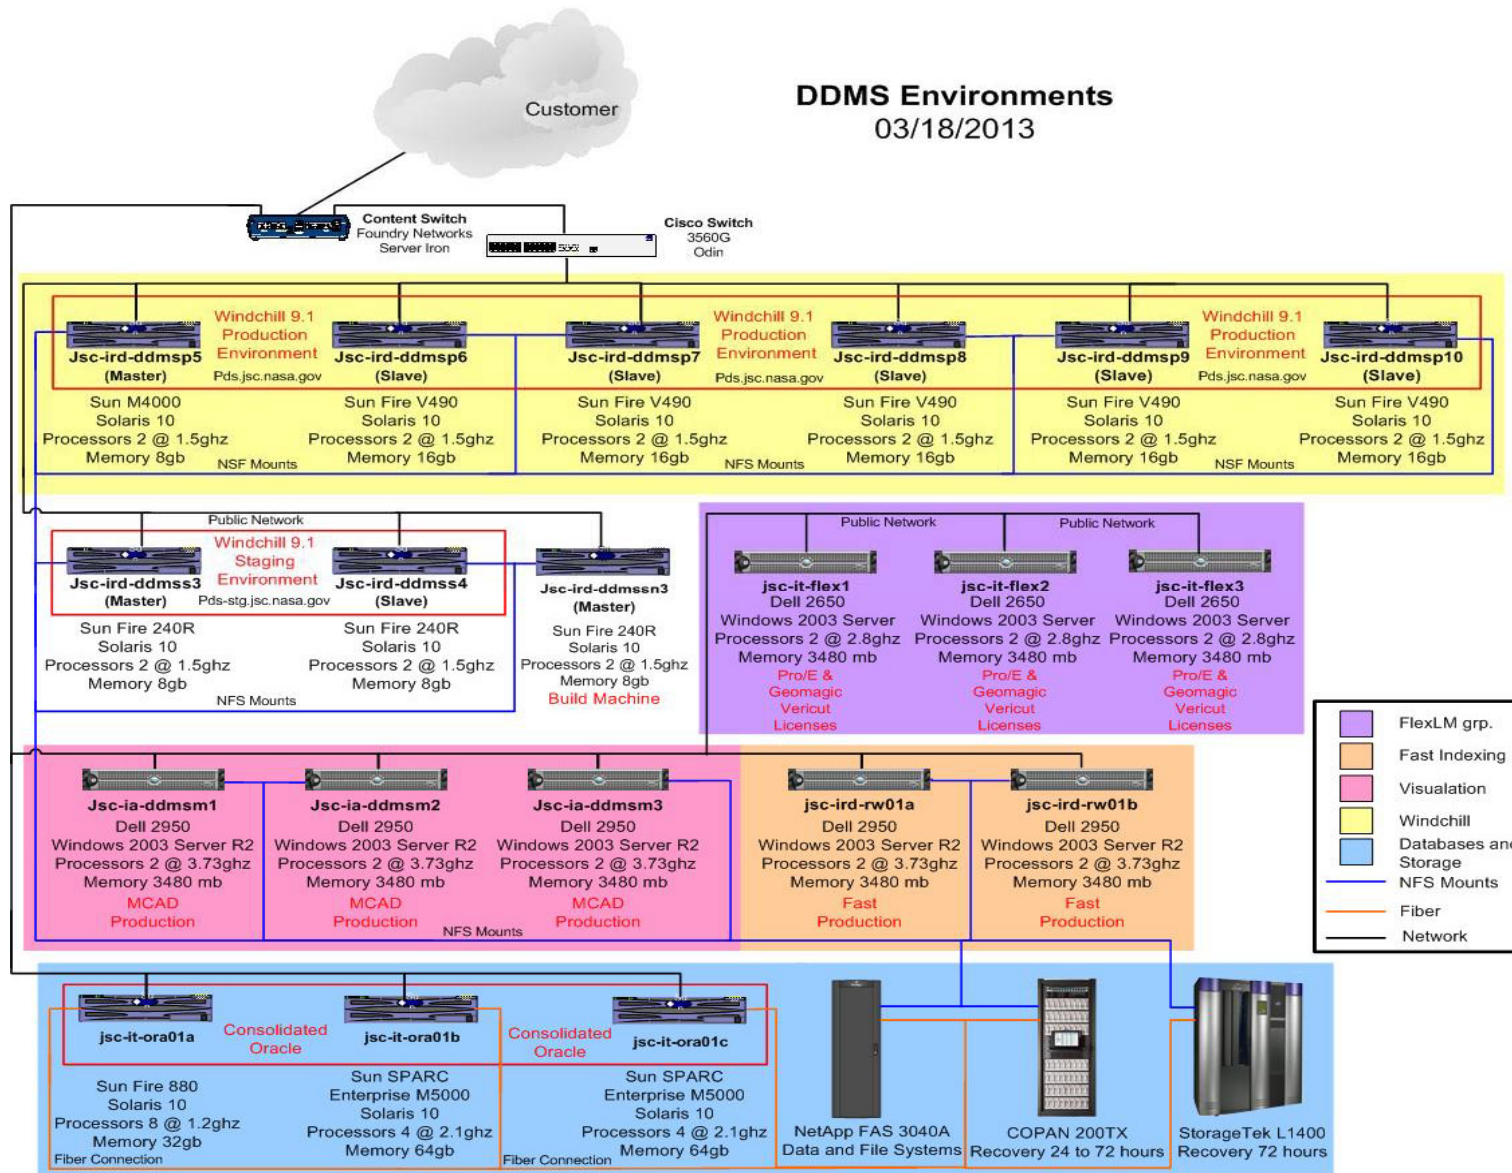 Customer
DDMS Environments
03/18/2013
Content Switch
Foundry Networks
Server Iron
Cisco Switch
3560G
Odin
Windchill 9.1
Production
Environment
Pds.jsc.nasa.gov
Windchill 9.1
Production
Environment
Pds.jsc.nasa.gov
Windchill 9.1
Production
Environment
Pds.jsc.nasa.gov
Jsc-ird-ddmsp5
(Master)
Sun M4000
Solaris 10
Processors 2 @ 1.5ghz
Memory 8gb
Jsc-ird-ddmsp6
(Slave)
Sun Fire V490
Solaris 10
Processors 2 @ 1.5ghz
Memory 16gb
Jsc-ird-ddmsp7
(Slave)
Sun Fire V490
Solaris 10
Processors 2 @ 1.5ghz
Memory 16gb
Jsc-ird-ddmsp8
(Slave)
Sun Fire V490
Solaris 10
Processors 2 @ 1.5ghz
Memory 16gb
Jsc-ird-ddmsp9
(Slave)
Sun Fire V490
Solaris 10
Processors 2 @ 1.5ghz
Memory 16gb
Jsc-ird-ddmsp10
(Slave)
Sun Fire V490
Solaris 10
Processors 2 @ 1.5ghz
Memory 16gb
NSF Mounts
NFS Mounts
NSF Mounts
Public Network
Windchill 9.1
Staging
Environment
Pds-stg.jsc.nasa.gov
Jsc-ird-ddmss3
(Master)
Sun Fire 240R
Solaris 10
Processors 2 @ 1.5ghz
Memory 8gb
Jsc-ird-ddmss4
(Slave)
Sun Fire 240R
Solaris 10
Processors 2 @ 1.5ghz
Memory 8gb
Jsc-ird-ddmssn3
(Master)
Sun Fire 240R
Solaris 10
Processors 2 @ 1.5ghz
Memory 8gb
Build Machine
NFS Mounts
Public Network
Public Network
jsc-it-flex1
Dell 2650
Windows 2003 Server
Processors 2 @ 2.8ghz
Memory 3480 mb
Pro/E &
Geomagic
Vericut
Licenses
jsc-it-flex2
Dell 2650
Windows 2003 Server
Processors 2 @ 2.8ghz
Memory 3480 mb
Pro/E &
Geomagic
Vericut
Licenses
jsc-it-flex3
Dell 2650
Windows 2003 Server
Processors 2 @ 2.8ghz
Memory 3480 mb
Pro/E &
Geomagic
Vericut
Licenses
FlexLM grp.
Fast Indexing
Visualation
Windchill
Databases and
Storage
NFS Mounts
Fiber
Network
Jsc-ia-ddmsm1
Dell 2950
Windows 2003 Server R2
Processors 2 @ 3.73ghz
Memory 3480 mb
MCAD
Production
Jsc-ia-ddmsm2
Dell 2950
Windows 2003 Server R2
Processors 2 @ 3.73ghz
Memory 3480 mb
MCAD
Production
Jsc-ia-ddmsm3
Dell 2950
Windows 2003 Server R2
Processors 2 @ 3.73ghz
Memory 3480 mb
MCAD
Production
NFS Mounts
jsc-ird-rw01a
Dell 2950
Windows 2003 Server R2
Processors 2 @ 3.73ghz
Memory 3480 mb
Fast
Production
jsc-ird-rw01b
Dell 2950
Windows 2003 Server R2
Processors 2 @ 3.73ghz
Memory 3480 mb
Fast
Production
jsc-it-ora01a
Sun Fire 880
Solaris 10
Processors 8 @ 1.2ghz
Memory 32gb
Fiber Connection
Consolidated
Oracle
jsc-it-ora01b
Sun SPARC
Enterprise M5000
Solaris 10
Processors 4 @ 2.1ghz
Memory 64gb
Consolidated
Oracle
jsc-it-ora01c
Sun SPARC
Enterprise M5000
Solaris 10
Processors 4 @ 2.1ghz
Memory 64gb
Fiber Connection
NetApp FAS 3040A
Data and File Systems
COPAN 200TX
Recovery 24 to 72 hours
StorageTek L1400
Recovery 72 hours